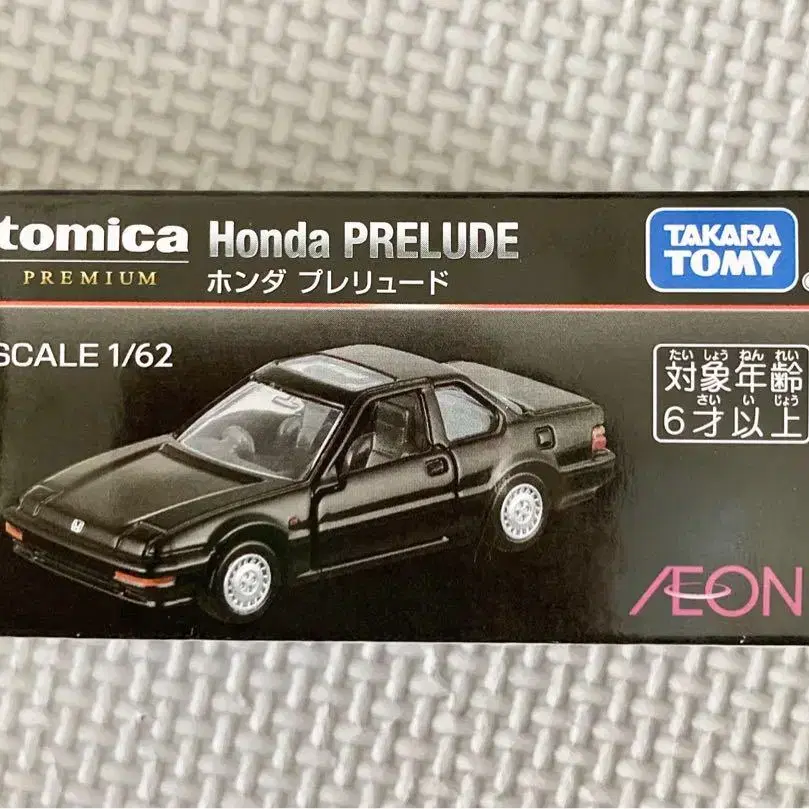 tomica
PREMIUM
Honda PRELUDE
ホンダ プレリュード
TAKARA
TOMY
SCALE 1/62
たい しょう ねん れい
対象年齢
さい い じょう
6才以上
ÆON